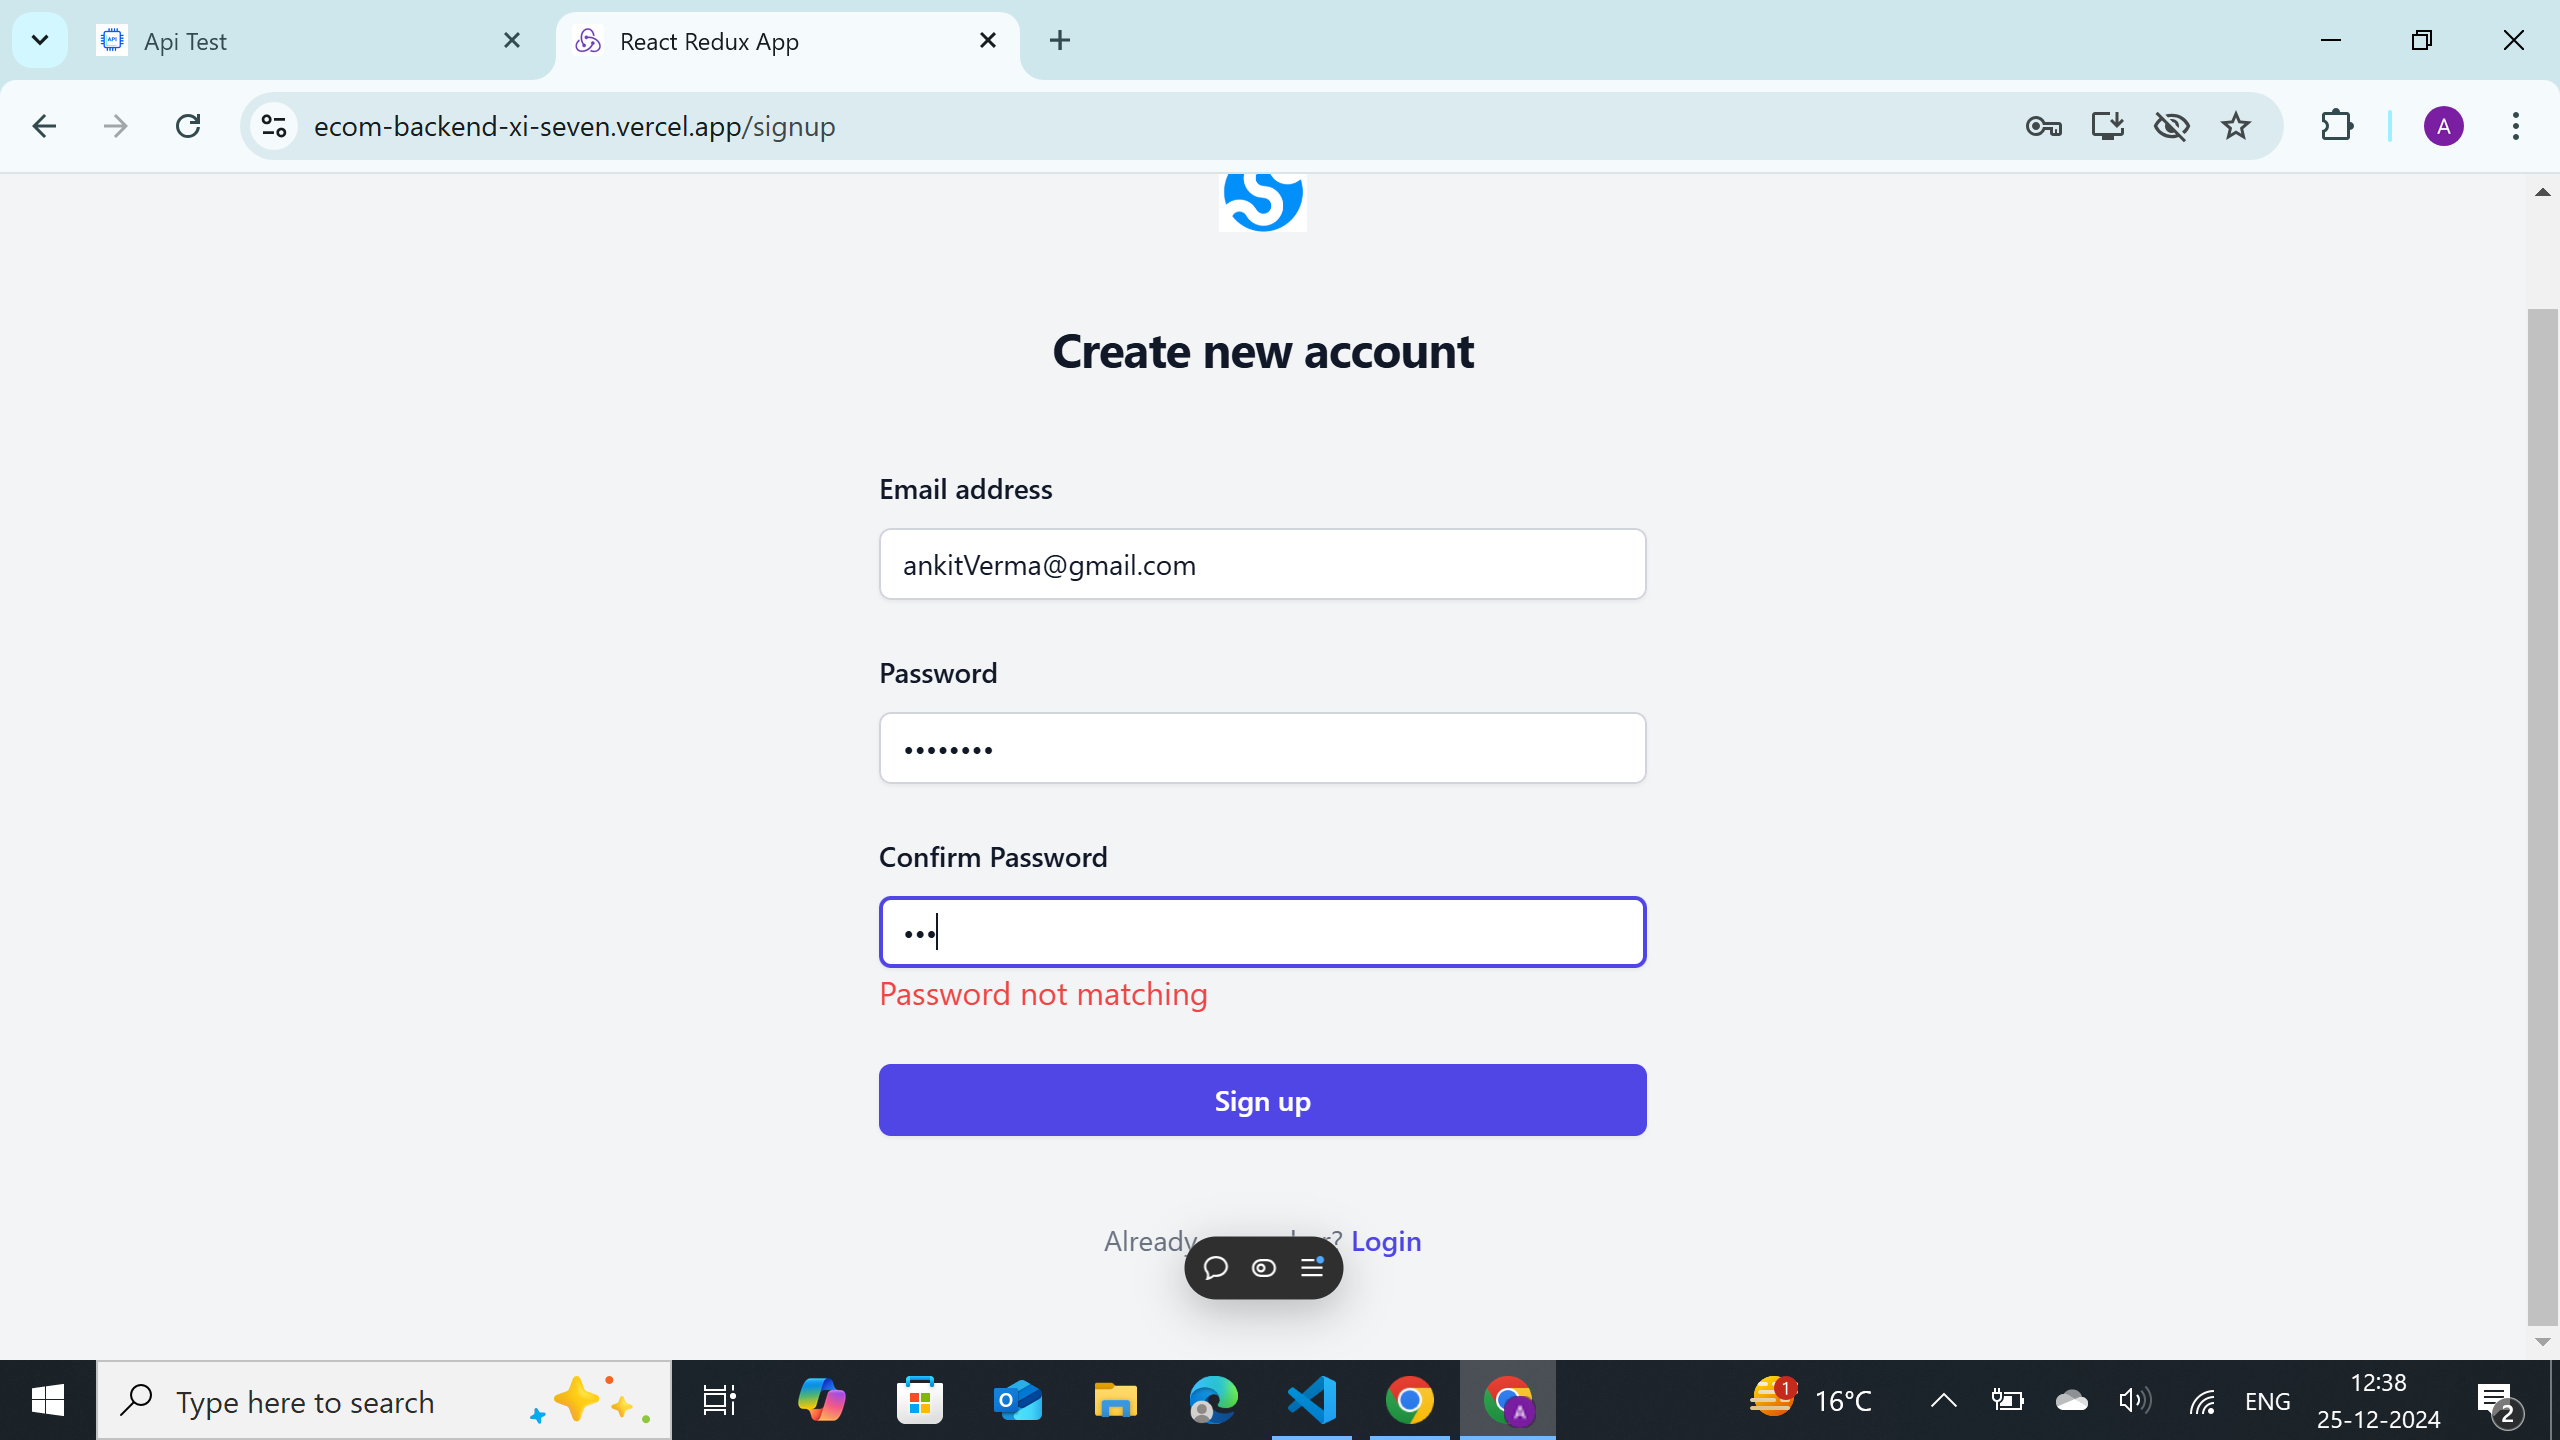 Api Test
React Redux App
ecom-backend-xi-seven.vercel.app/signup
A
Create new account
Email address
ankitVerma@gmail.com
Password
••••••••
Confirm Password
•••
Password not matching
Sign up
Already ? Login
Type here to search
1
16°C
ENG
12:38
25-12-2024
2